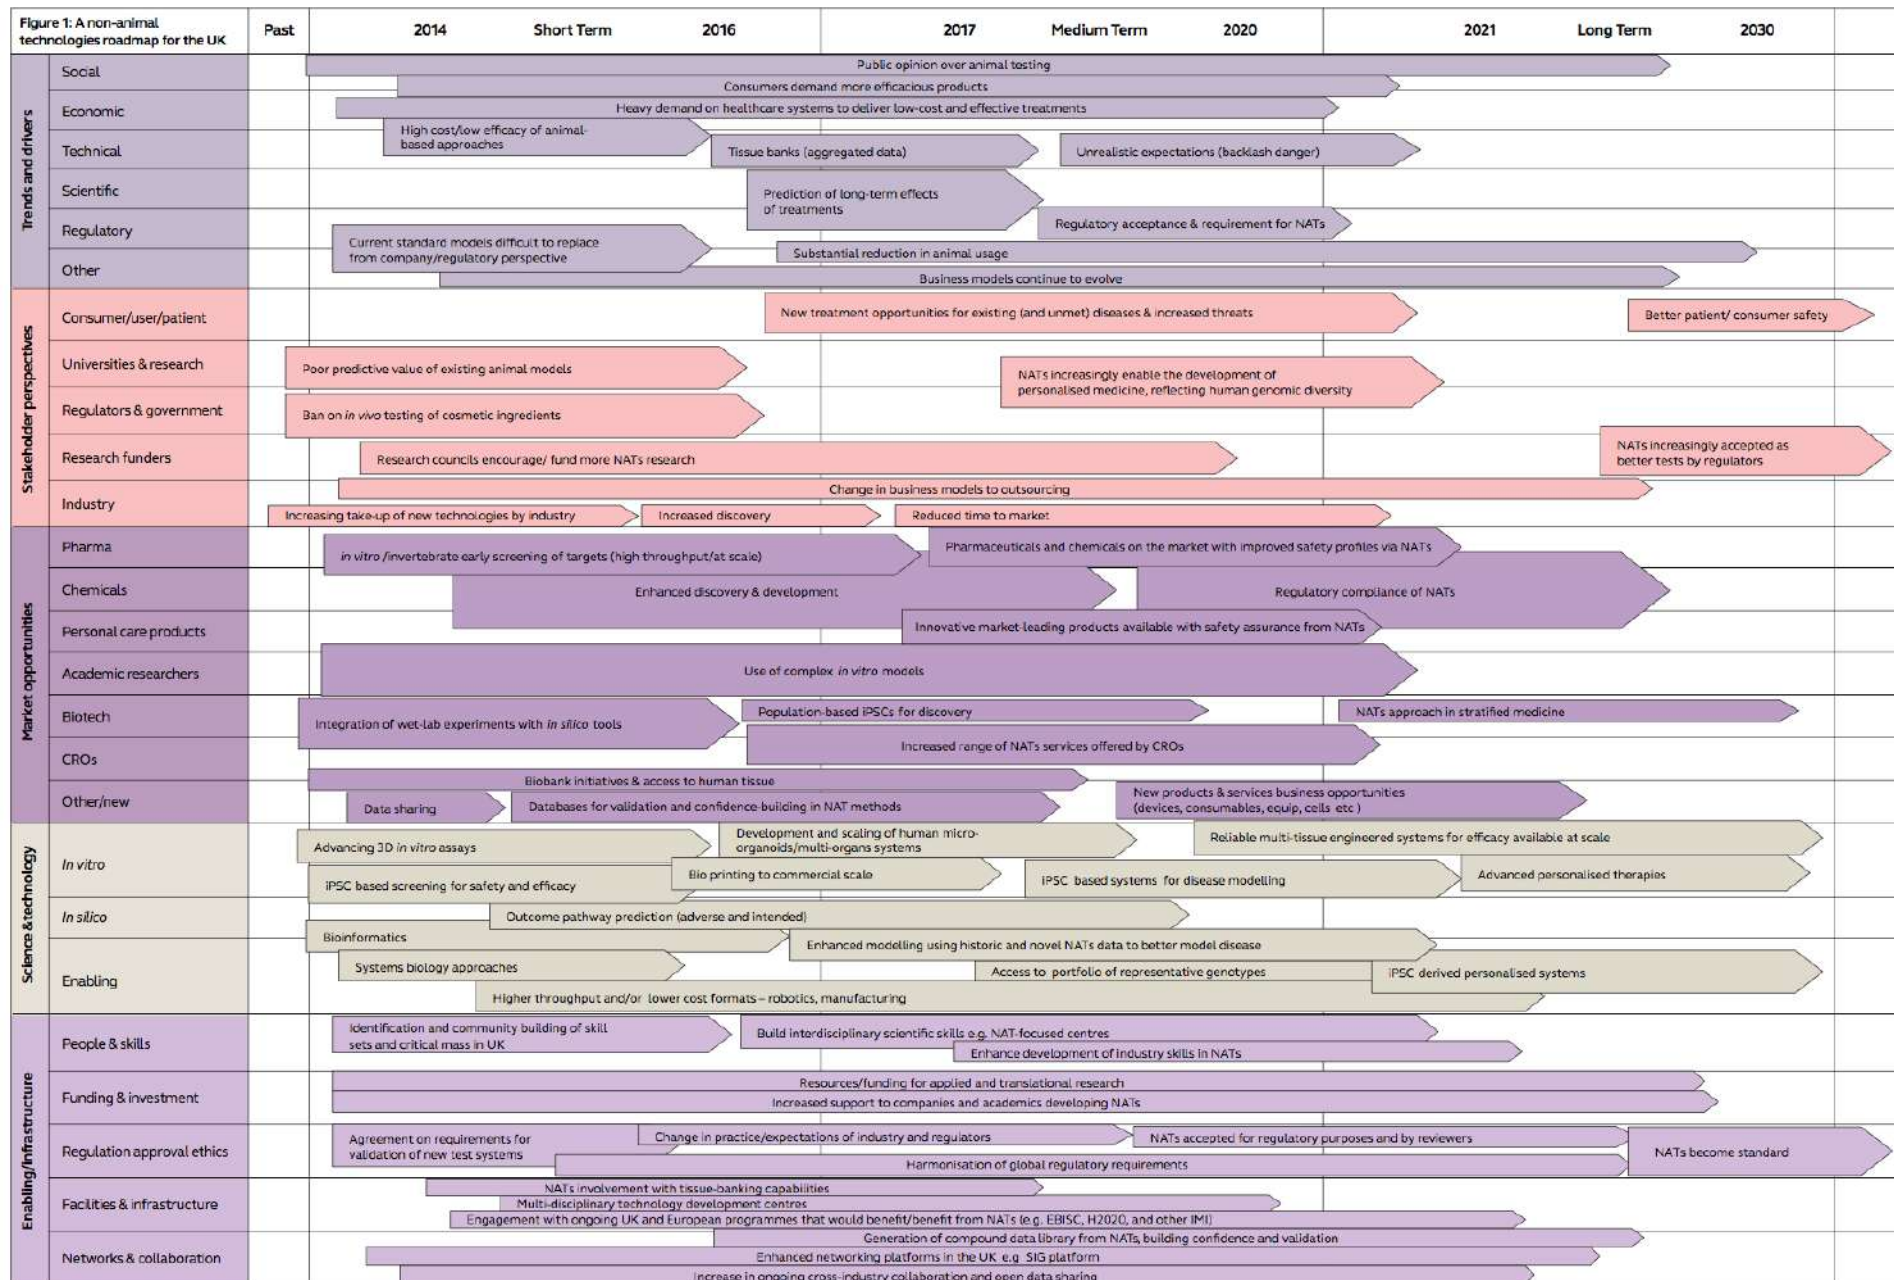 Figure 1: A non-animal
technologies roadmap for the UK
Past
2014
Short Term
2016
2017
Medium Term
2020
2021
Long Term
2030
Trends and drivers
Social
Public opinion over animal testing
Consumers demand more efficacious products
Economic
Heavy demand on healthcare systems to deliver low-cost and effective treatments
High cost/low efficacy of animal-
based approaches
Technical
Tissue banks (aggregated data)
Unrealistic expectations (backlash danger)
Scientific
Prediction of long-term effects
of treatments
Regulatory
Regulatory acceptance & requirement for NATs
Current standard models difficult to replace
from company/regulatory perspective
Substantial reduction in animal usage
Other
Business models continue to evolve
Stakeholder perspectives
Consumer/user/patient
New treatment opportunities for existing (and unmet) diseases & increased threats
Better patient/ consumer safety
Universities & research
Poor predictive value of existing animal models
NATs increasingly enable the development of
personalised medicine, reflecting human genomic diversity
Regulators & government
Ban on in vivo testing of cosmetic ingredients
Research funders
Research councils encourage/ fund more NATs research
NATs increasingly accepted as
better tests by regulators
Industry
Change in business models to outsourcing
Increasing take-up of new technologies by industry
Increased discovery
Reduced time to market
Market opportunities
Pharma
in vitro /invertebrate early screening of targets (high throughput/at scale)
Pharmaceuticals and chemicals on the market with improved safety profiles via NATs
Chemicals
Enhanced discovery & development
Regulatory compliance of NATs
Personal care products
Innovative market-leading products available with safety assurance from NATs
Academic researchers
Use of complex in vitro models
Biotech
Integration of wet-lab experiments with in silico tools
Population-based iPSCs for discovery
NATs approach in stratified medicine
CROs
Increased range of NATs services offered by CROs
Biobank initiatives & access to human tissue
Other/new
Data sharing
Databases for validation and confidence-building in NAT methods
New products & services business opportunities
(devices, consumables, equip, cells etc )
Science & technology
In vitro
Advancing 3D in vitro assays
Development and scaling of human micro-
organoids/multi-organs systems
Reliable multi-tissue engineered systems for efficacy available at scale
iPSC based screening for safety and efficacy
Bio printing to commercial scale
iPSC based systems for disease modelling
Advanced personalised therapies
In silico
Outcome pathway prediction (adverse and intended)
Bioinformatics
Enhanced modelling using historic and novel NATs data to better model disease
Enabling
Systems biology approaches
Access to portfolio of representative genotypes
iPSC derived personalised systems
Higher throughput and/or lower cost formats – robotics, manufacturing
Enabling/Infrastructure
People & skills
Identification and community building of skill
sets and critical mass in UK
Build interdisciplinary scientific skills e.g. NAT-focused centres
Enhance development of industry skills in NATs
Funding & investment
Resources/funding for applied and translational research
Increased support to companies and academics developing NATs
Regulation approval ethics
Agreement on requirements for
validation of new test systems
Change in practice/expectations of industry and regulators
NATs accepted for regulatory purposes and by reviewers
NATs become standard
Harmonisation of global regulatory requirements
Facilities & infrastructure
NATs involvement with tissue-banking capabilities
Multi-disciplinary technology development centres
Engagement with ongoing UK and European programmes that would benefit/benefit from NATs (e.g. EBISC, H2020, and other IMI)
Networks & collaboration
Generation of compound data library from NATs, building confidence and validation
Enhanced networking platforms in the UK e.g SIG platform
Increase in ongoing cross-industry collaboration and open data sharing